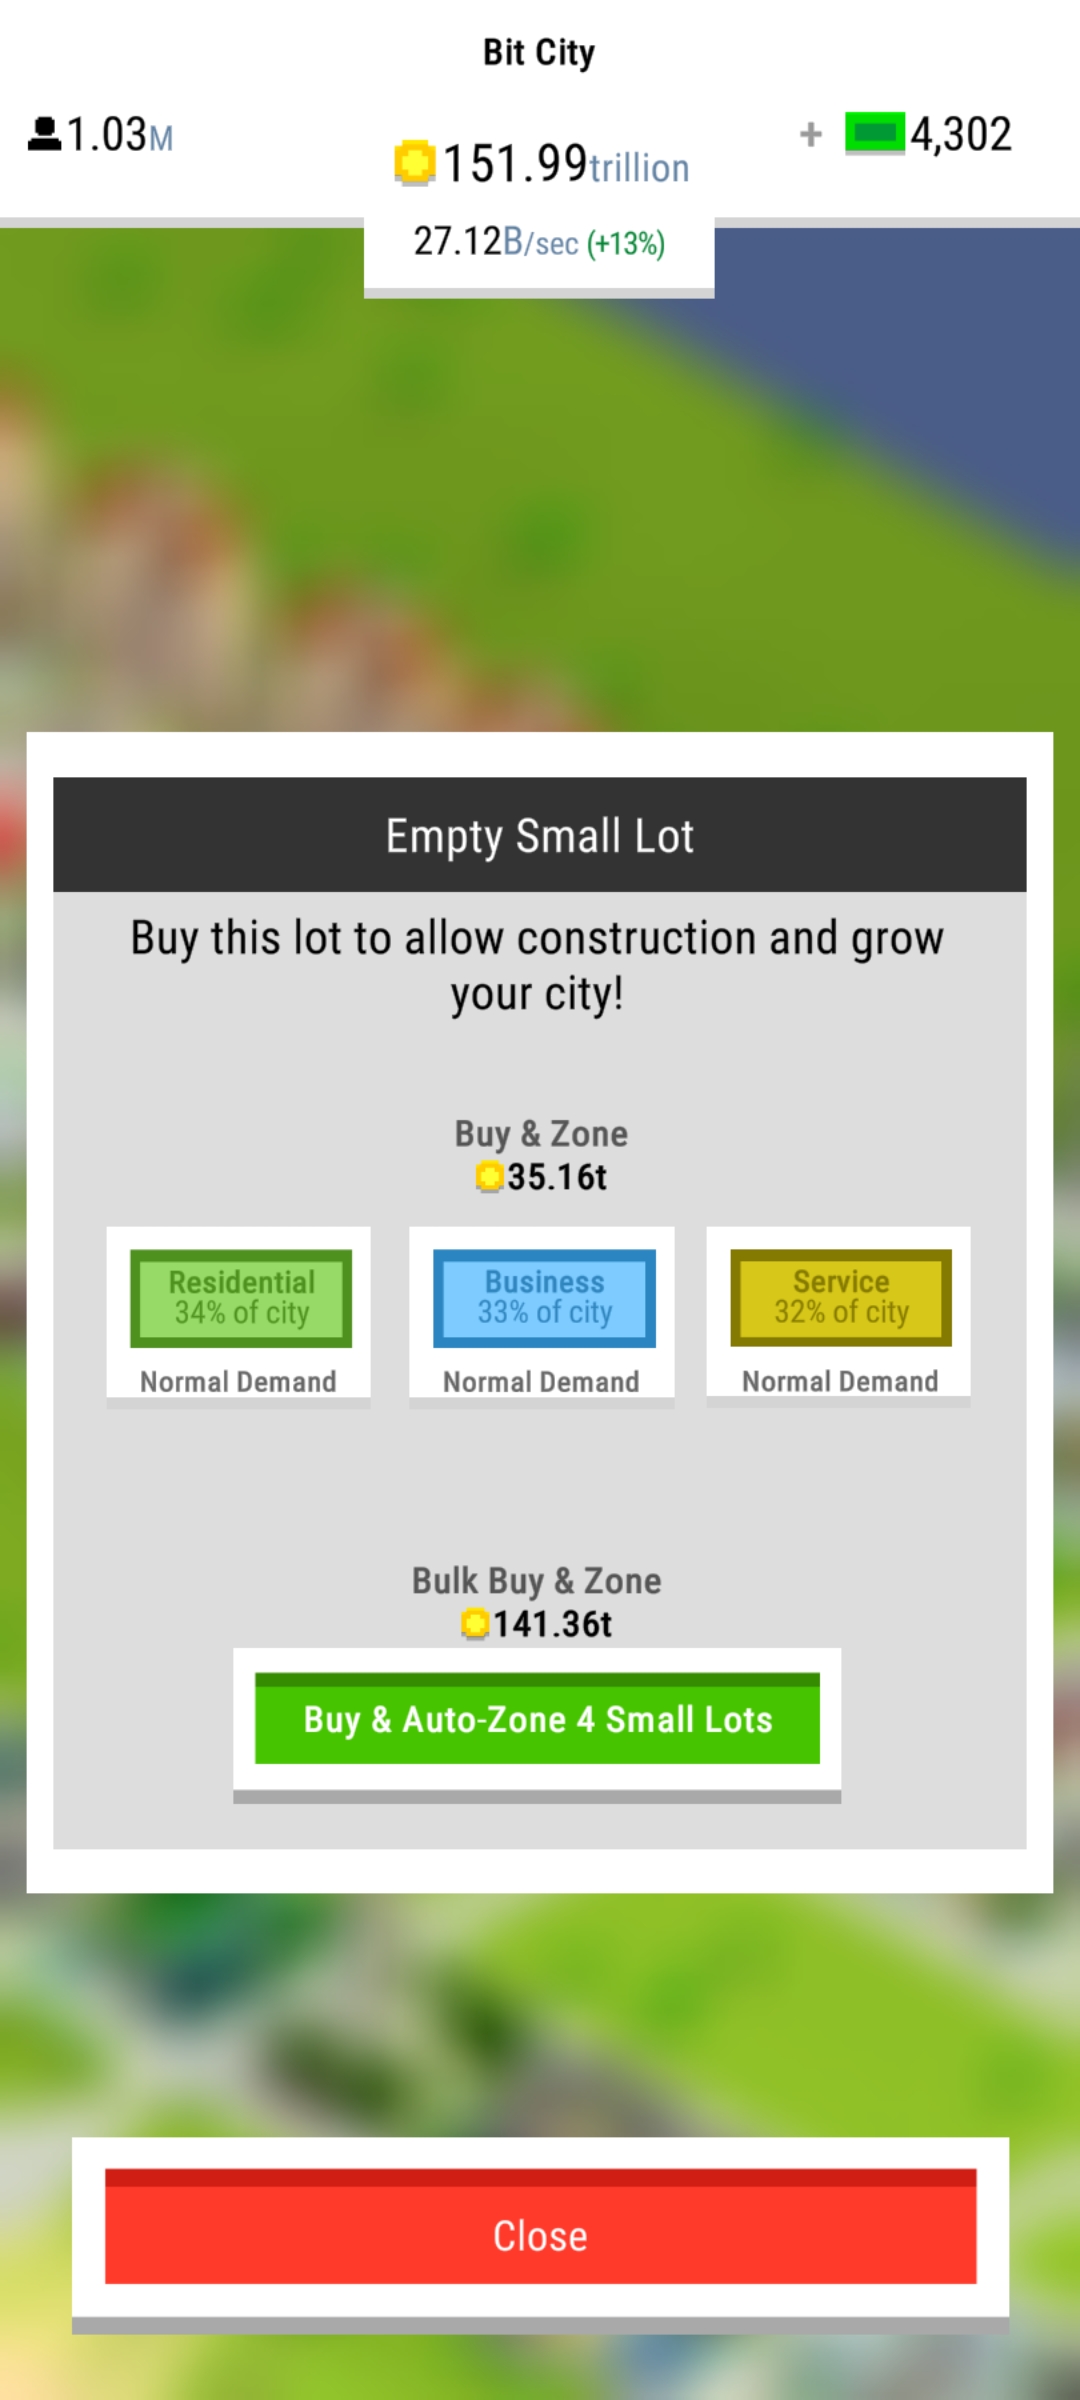 Bit City
1.03M
151.99trillion
+ 4,302
27.12B/sec (+13%)
Empty Small Lot
Buy this lot to allow construction and grow
your city!
Buy & Zone
35.16t
Residential
34% of city
Normal Demand
Business
33% of city
Normal Demand
Service
32% of city
Normal Demand
Bulk Buy & Zone
141.36t
Buy & Auto-Zone 4 Small Lots
Close